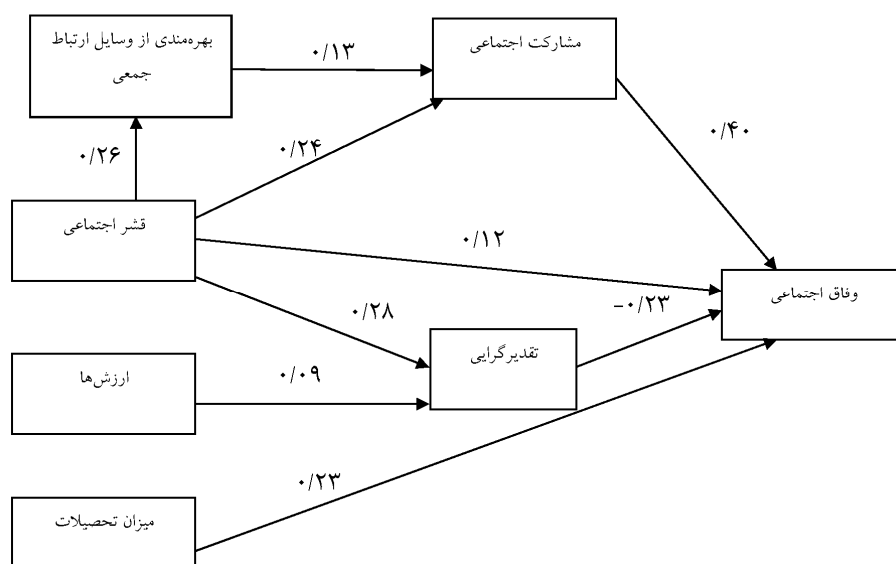 بهره‌مندی از وسایل ارتباط
جمعی
۰/۱۳
مشارکت اجتماعی
۰/۴۰
۰/۲۶
۰/۲۴
قشر اجتماعی
۰/۱۲
وفاق اجتماعی
۰/۲۸
-۰/۲۳
تقدیرگرایی
ارزش‌ها
۰/۰۹
۰/۲۳
میزان تحصیلات